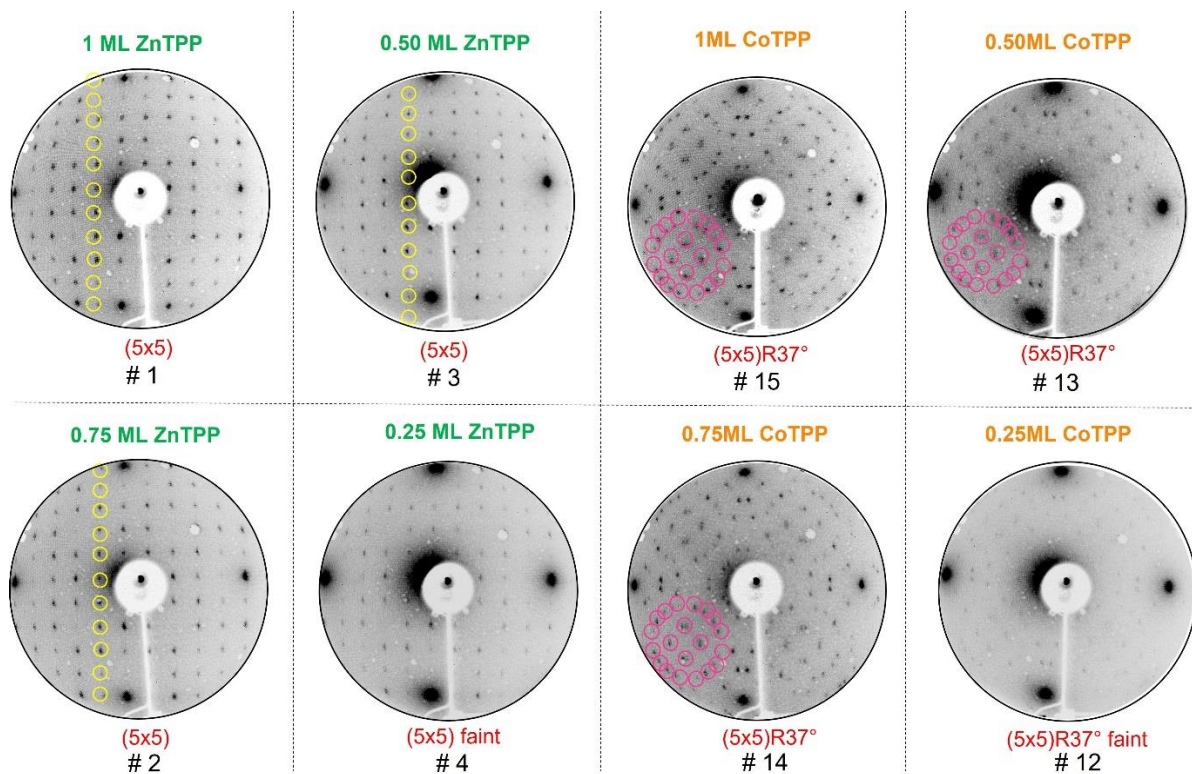 1 ML ZnTPP
(5x5)
# 1
0.50 ML ZnTPP
(5x5)
# 3
1ML CoTPP
(5x5)R37°
# 15
0.50ML CoTPP
(5x5)R37°
# 13
0.75 ML ZnTPP
(5x5)
# 2
0.25 ML ZnTPP
(5x5) faint
# 4
0.75ML CoTPP
(5x5)R37°
# 14
0.25ML CoTPP
(5x5)R37° faint
# 12